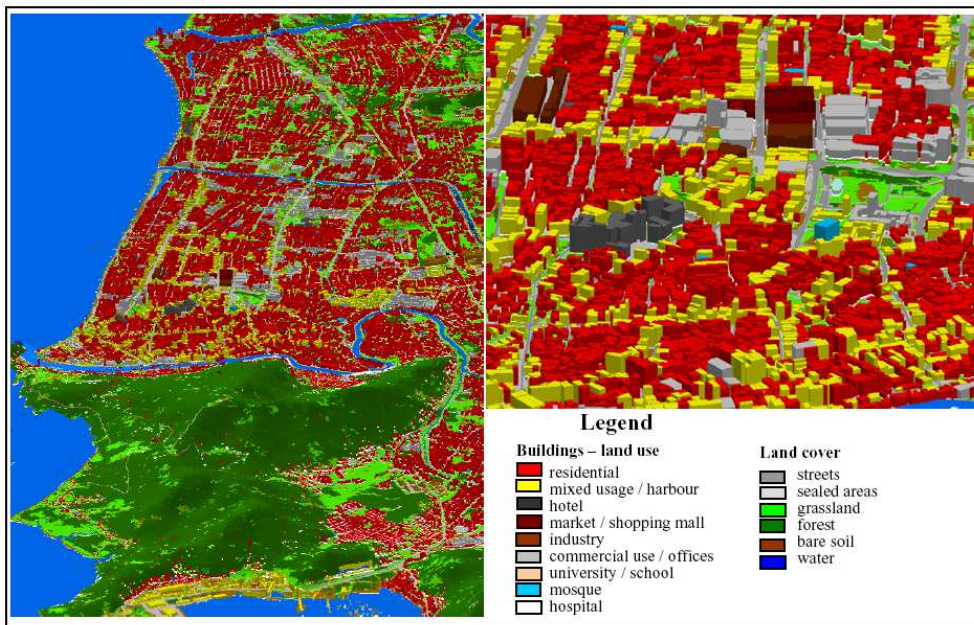 Legend
Buildings – land use
residential
mixed usage / harbour
hotel
market / shopping mall
industry
commercial use / offices
university / school
mosque
hospital
Land cover
streets
sealed areas
grassland
forest
bare soil
water